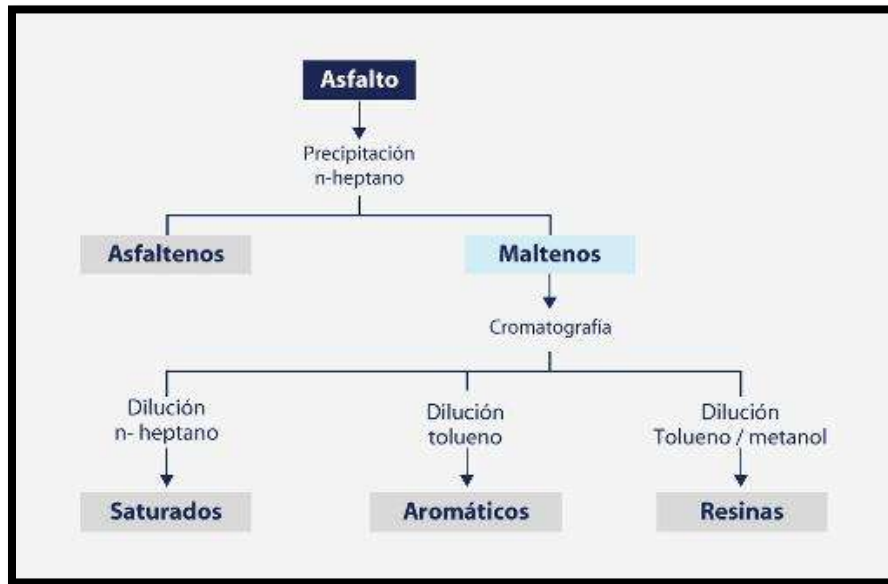 Asfalto
Precipitación
n-heptano
Asfaltenos
Maltenos
Cromatografía
Dilución
n- heptano
Dilución
tolueno
Dilución
Tolueno / metanol
Saturados
Aromáticos
Resinas